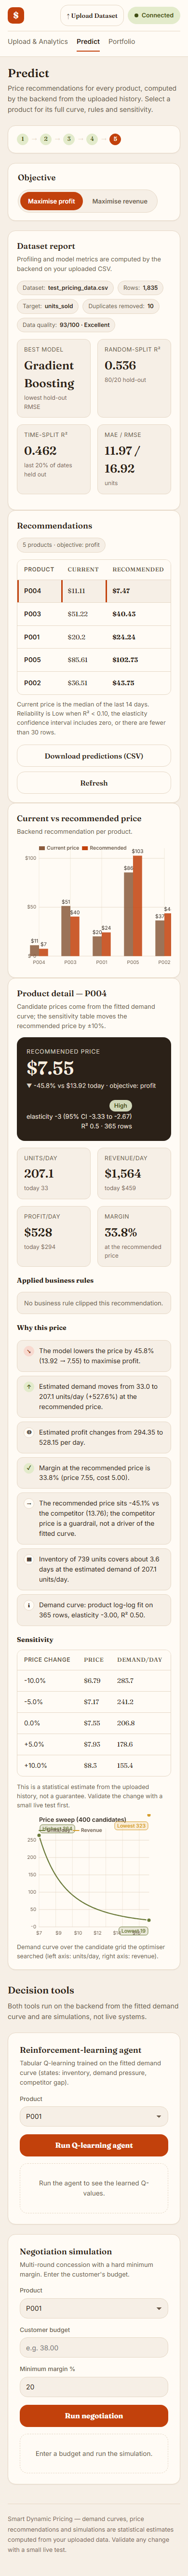 $
↑ Upload Dataset
Connected
Upload & Analytics
Predict
Portfolio
Predict
Price recommendations for every product, computed
by the backend from the uploaded history. Select a
product for its full curve, rules and sensitivity.
1
2
3
4
5
Objective
Maximise profit
Maximise revenue
Dataset report
Profiling and model metrics are computed by the
backend on your uploaded CSV.
Dataset: test_pricing_data.csv
Rows: 1,835
Target: units_sold
Duplicates removed: 10
Data quality: 93/100 · Excellent
BEST MODEL
Gradient
Boosting
lowest hold-out
RMSE
RANDOM-SPLIT R²
0.536
80/20 hold-out
TIME-SPLIT R²
0.462
last 20% of dates
held out
MAE / RMSE
11.97 /
16.92
units
Recommendations
5 products · objective: profit
PRODUCT CURRENT RECOMMENDED
P004 $11.11 $7.47
P003 $51.22 $40.43
P001 $20.2 $24.24
P005 $85.61 $102.73
P002 $36.51 $43.75
Current price is the median of the last 14 days.
Reliability is Low when R² < 0.10, the elasticity
confidence interval includes zero, or there are fewer
than 30 rows.
Download predictions (CSV)
Refresh
Current vs recommended price
Backend recommendation per product.
Current price
Recommended
$100
$50
$11
$7
$51
$40
$20
$24
$86
$103
$37
$4
P004
P003
P001
P005
P002
Product detail — P004
Candidate prices come from the fitted demand
curve; the sensitivity table moves the
recommended price by ±10%.
RECOMMENDED PRICE
$7.55
▼ -45.8% vs $13.92 today · objective: profit
High
elasticity -3 (95% CI -3.33 to -2.67)
R² 0.5 · 365 rows
UNITS/DAY
207.1
today 33
REVENUE/DAY
$1,564
today $459
PROFIT/DAY
$528
today $294
MARGIN
33.8%
at the recommended
price
Applied business rules
No business rule clipped this recommendation.
Why this price
The model lowers the price by 45.8%
(13.92 → 7.55) to maximise profit.
Estimated demand moves from 33.0 to
207.1 units/day (+527.6%) at the
recommended price.
Estimated profit changes from 294.35 to
528.15 per day.
Margin at the recommended price is
33.8% (price 7.55, cost 5.00).
The recommended price sits -45.1% vs
the competitor (13.76); the competitor
price is a guardrail, not a driver of the
fitted curve.
Inventory of 739 units covers about 3.6
days at the estimated demand of 207.1
units/day.
Demand curve: product log-log fit on
365 rows, elasticity -3.00, R² 0.50.
Sensitivity
PRICE CHANGE PRICE DEMAND/DAY
-10.0% $6.79 283.7
-5.0% $7.17 241.2
0.0% $7.55 206.8
+5.0% $7.93 178.6
+10.0% $8.3 155.4
This is a statistical estimate from the uploaded
history, not a guarantee. Validate the change with a
small live test first.
Price sweep (400 candidates)
Revenue
250
200
150
100
50
$7
$8
$10
$12
Demand curve over the candidate grid the optimiser
searched (left axis: units/day, right axis: revenue).
Decision tools
Both tools run on the backend from the fitted demand
curve and are simulations, not live systems.
Reinforcement-learning agent
Tabular Q-learning trained on the fitted demand
curve (states: inventory, demand pressure,
competitor gap).
Product
P001
Run Q-learning agent
Run the agent to see the learned Q-
values.
Negotiation simulation
Multi-round concession with a hard minimum
margin. Enter the customer's budget.
Product
P001
Customer budget
e.g. 38.00
Minimum margin %
20
Run negotiation
Enter a budget and run the simulation.
Smart Dynamic Pricing — demand curves, price
recommendations and simulations are statistical estimates
computed from your uploaded data. Validate any change
with a small live test.